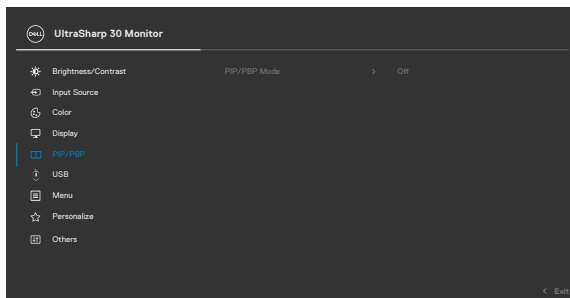 DELL UltraSharp 30 Monitor
Brightness/Contrast PIP/PBP Mode > Off
Input Source
Color
Display
PIP/PBP
USB
Menu
Personalize
Others
< Exit